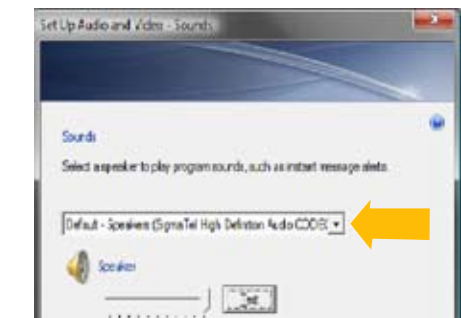 Set Up Audio and Video - Sounds
Sounds
Select a speaker to play program sounds, such as instant message alerts.
Default - Speakers (SigmaTel High Definition Audio CODEC
Speaker
Test